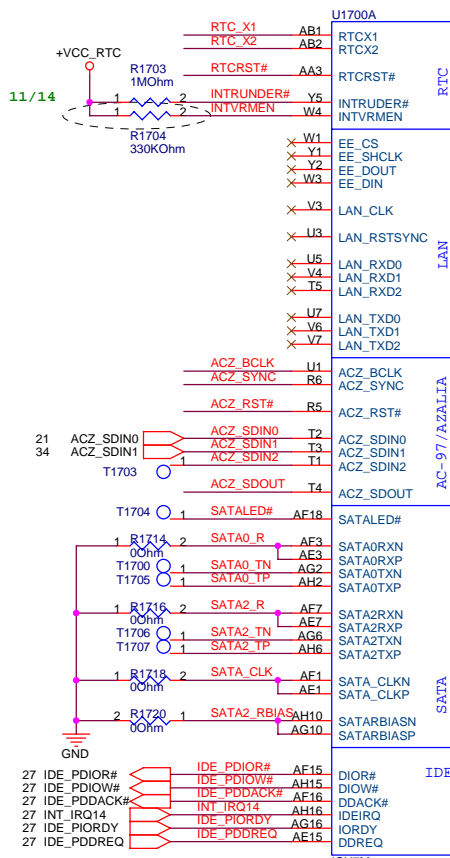 U1700A
RTC_X1 AB1 RTCX1
RTC_X2 AB2 RTCX2
+VCC_RTC
RTCRST# AA3 RTCRST#
RTC
R1703
1MOhm
11/14
1 2 INTRUNDER# Y5 INTRUDER#
1 2 INTVRMEN W4 INTVRMEN
R1704
330KOhm
W1 EE_CS
Y1 EE_SHCLK
Y2 EE_DOUT
W3 EE_DIN
V3 LAN_CLK
U3 LAN_RSTSYNC
LAN
U5 LAN_RXD0
V4 LAN_RXD1
T5 LAN_RXD2
U7 LAN_TXD0
V6 LAN_TXD1
V7 LAN_TXD2
ACZ_BCLK U1 ACZ_BCLK
ACZ_SYNC R6 ACZ_SYNC
ACZ_RST# R5 ACZ_RST#
AC-97/AZALIA
21 ACZ_SDIN0 ACZ_SDIN0 T2 ACZ_SDIN0
34 ACZ_SDIN1 ACZ_SDIN1 T3 ACZ_SDIN1
T1703 1 ACZ_SDIN2 T1 ACZ_SDIN2
ACZ_SDOUT T4 ACZ_SDOUT
T1704 1 SATALED# AF18 SATALED#
R1714
0Ohm
1 2 SATA0_R AF3 SATA0RXN
AE3 SATA0RXP
T1700 1 SATA0_TN AG2 SATA0TXN
T1705 1 SATA0_TP AH2 SATA0TXP
R1716
0Ohm
1 2 SATA2_R AF7 SATA2RXN
AE7 SATA2RXP
T1706 1 SATA2_TN AG6 SATA2TXN
T1707 1 SATA2_TP AH6 SATA2TXP
R1718
0Ohm
1 2 SATA_CLK AF1 SATA_CLKN
AE1 SATA_CLKP
SATA
R1720
0Ohm
2 1 SATA2_RBIAS AH10 SATARBIASN
AG10 SATARBIASP
GND
IDE
27 IDE_PDIOR# IDE_PDIOR# AF15 DIOR#
27 IDE_PDIOW# IDE_PDIOW# AH15 DIOW#
27 IDE_PDDACK# IDE_PDDACK# AF16 DDACK#
27 INT_IRQ14 INT_IRQ14 AH16 IDEIRQ
27 IDE_PIORDY IDE_PIORDY AG16 IORDY
27 IDE_PDDREQ IDE_PDDREQ AE15 DDREQ